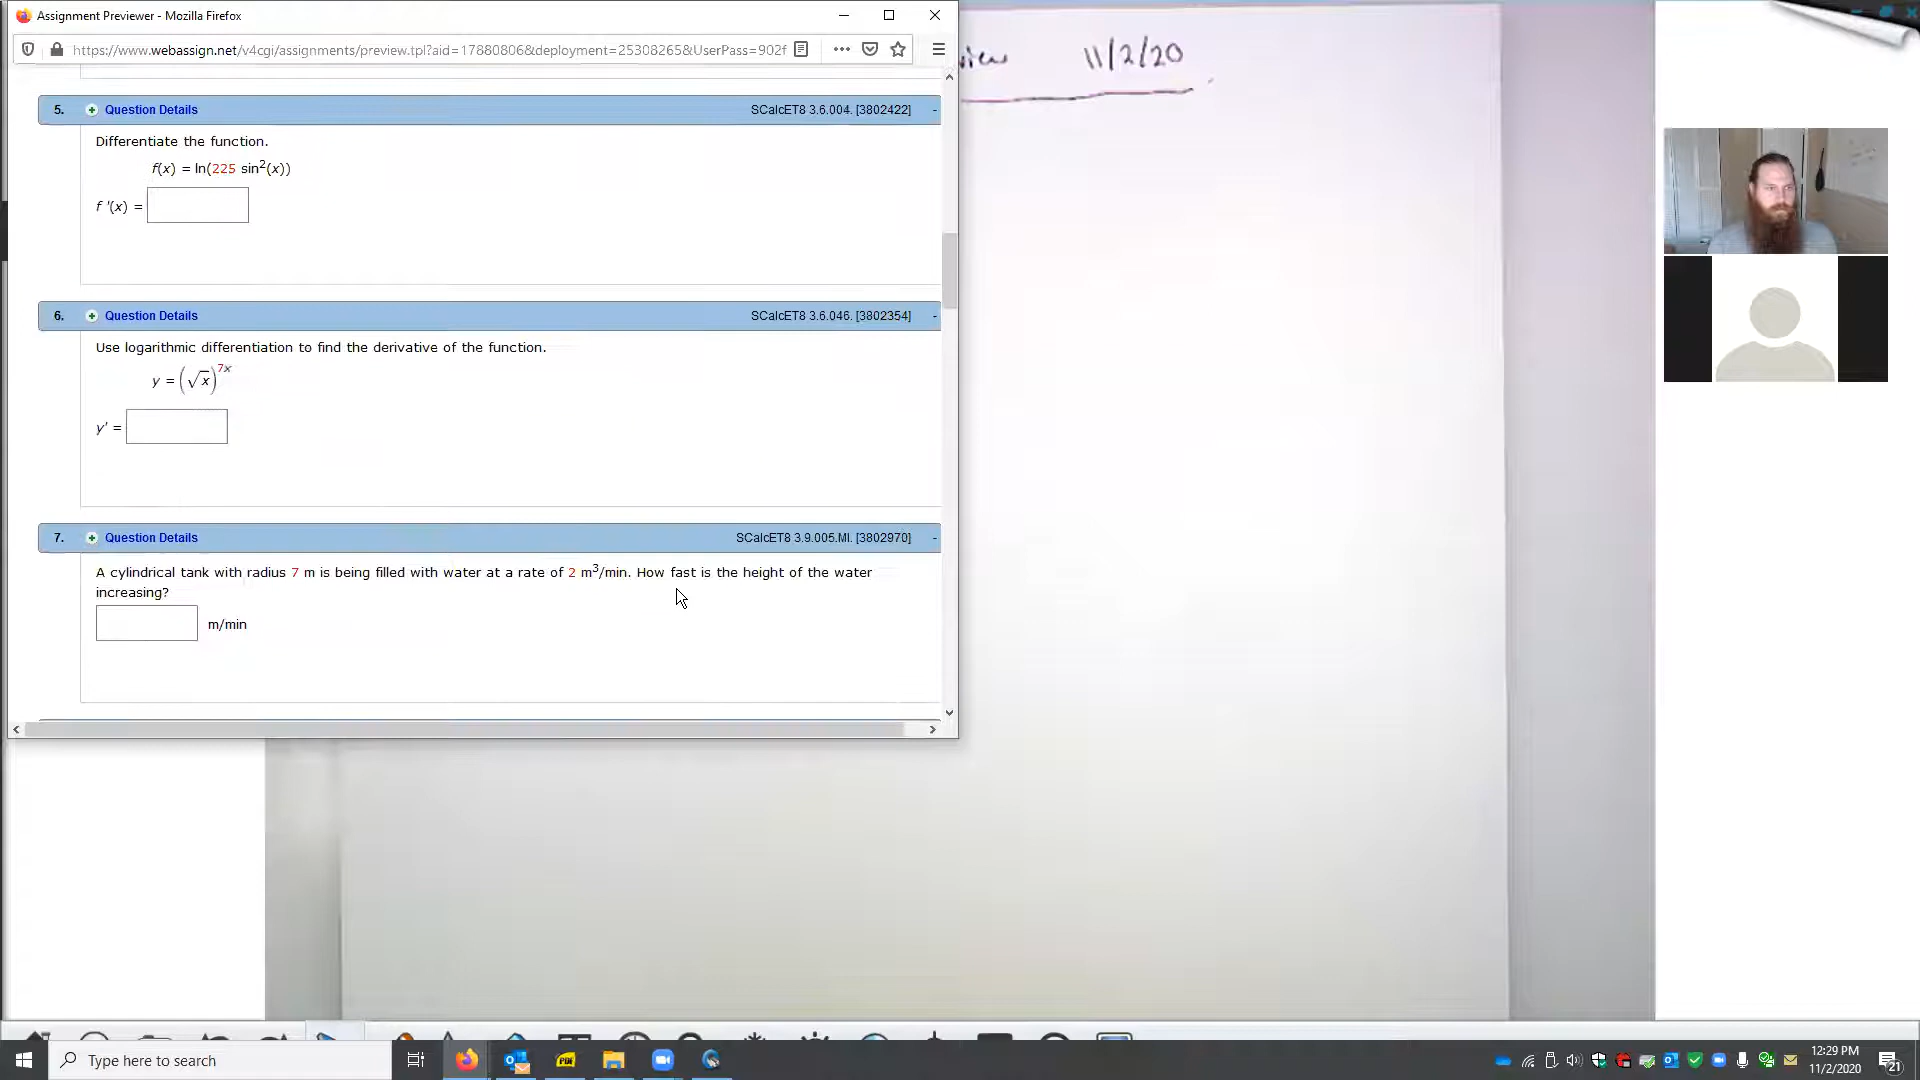 Assignment Previewer - Mozilla Firefox
https://www.webassign.net/v4cgi/assignments/preview.tpl?aid=17880806&deployment=25308265&UserPass=902f
11/2/20
5. Question Details SCalcET8 3.6.004. [3802422] -
Differentiate the function.
f(x) = ln(225 sin²(x))
f '(x) =
6. Question Details SCalcET8 3.6.046. [3802354] -
Use logarithmic differentiation to find the derivative of the function.
y = (√x)^7x
y' =
7. Question Details SCalcET8 3.9.005.MI. [3802970] -
A cylindrical tank with radius 7 m is being filled with water at a rate of 2 m³/min. How fast is the height of the water
increasing?
m/min
Type here to search
PDF
12:29 PM
11/2/2020
21